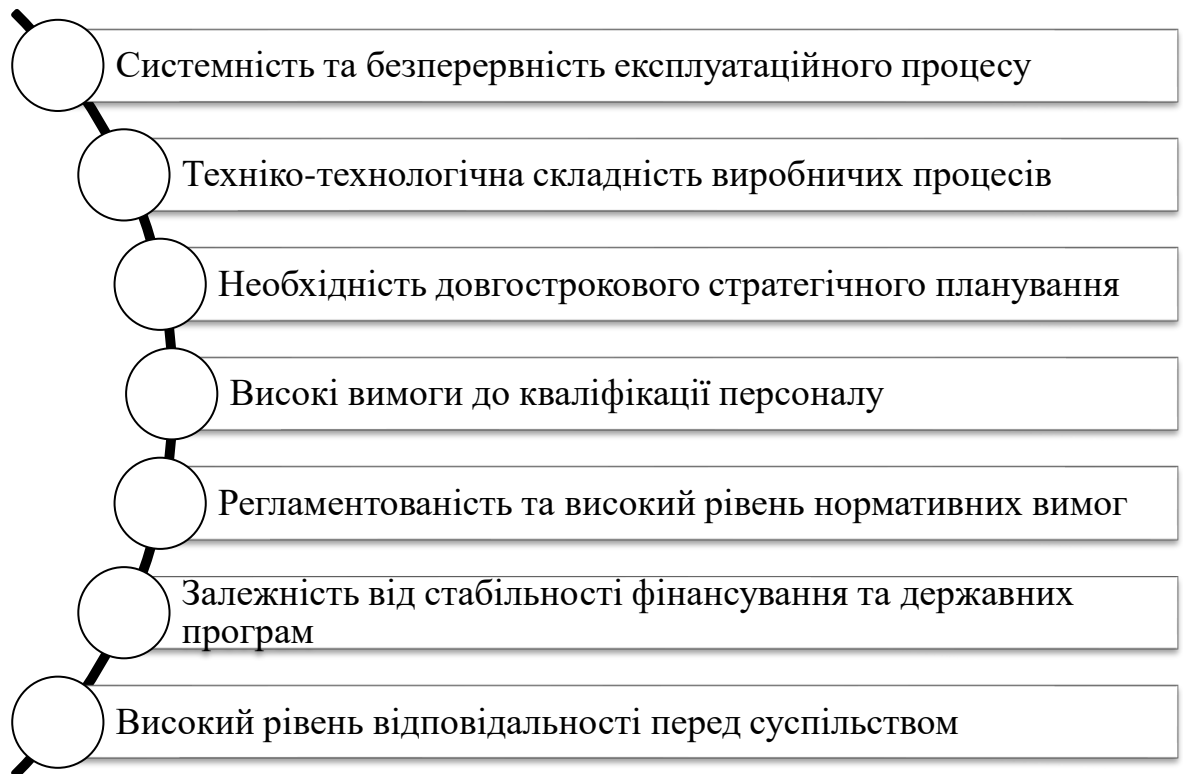 Системність та безперервність експлуатаційного процесу
Техніко-технологічна складність виробничих процесів
Необхідність довгострокового стратегічного планування
Високі вимоги до кваліфікації персоналу
Регламентованість та високий рівень нормативних вимог
Залежність від стабільності фінансування та державних
програм
Високий рівень відповідальності перед суспільством